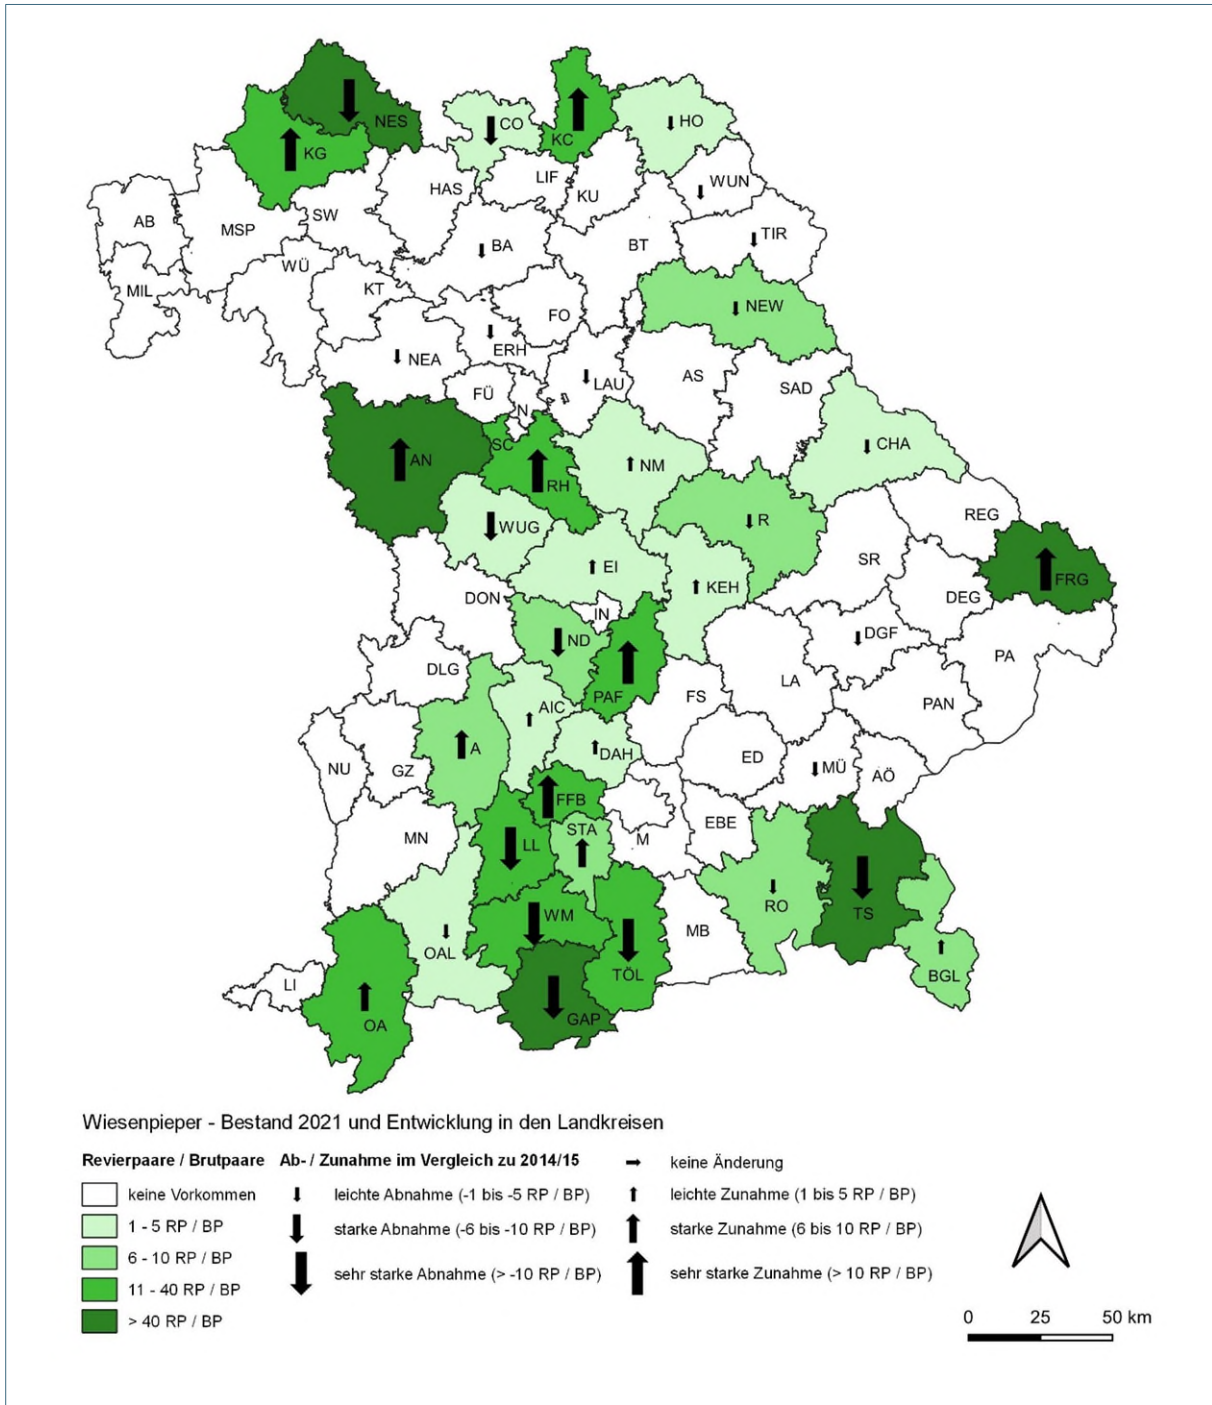 NES
CO
KC
HO
KG
HAS
LIF
KU
WUN
AB
MSP
SW
BA
BT
TIR
WÜ
MIL
KT
FO
NEW
NEA
ERH
LAU
AS
SAD
FÜ
N
AN
SC
RH
NM
CHA
WUG
R
REG
EI
KEH
SR
FRG
DON
IN
DEG
ND
DGF
PA
DLG
PAF
FS
LA
PAN
AIC
A
DAH
ED
MÜ
AÖ
NU
GZ
FFB
MN
LL
STA
M
EBE
WM
RO
TS
OAL
MB
LI
TÖL
BGL
OA
GAP
Wiesenpieper - Bestand 2021 und Entwicklung in den Landkreisen
Revierpaare / Brutpaare
keine Vorkommen
1 - 5 RP / BP
6 - 10 RP / BP
11 - 40 RP / BP
> 40 RP / BP
Ab- / Zunahme im Vergleich zu 2014/15
leichte Abnahme (-1 bis -5 RP / BP)
starke Abnahme (-6 bis -10 RP / BP)
sehr starke Abnahme (> -10 RP / BP)
keine Änderung
leichte Zunahme (1 bis 5 RP / BP)
starke Zunahme (6 bis 10 RP / BP)
sehr starke Zunahme (> 10 RP / BP)
0 25 50 km